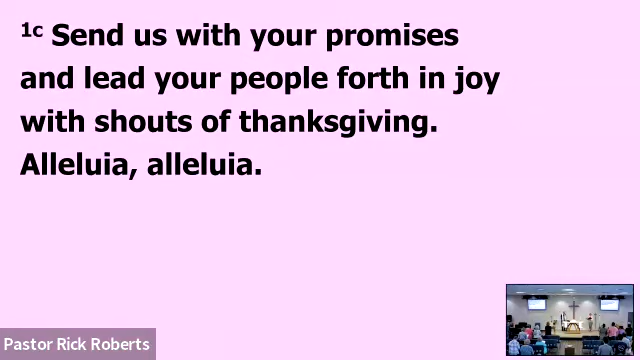 1c Send us with your promises
and lead your people forth in joy
with shouts of thanksgiving.
Alleluia, alleluia.
Pastor Rick Roberts